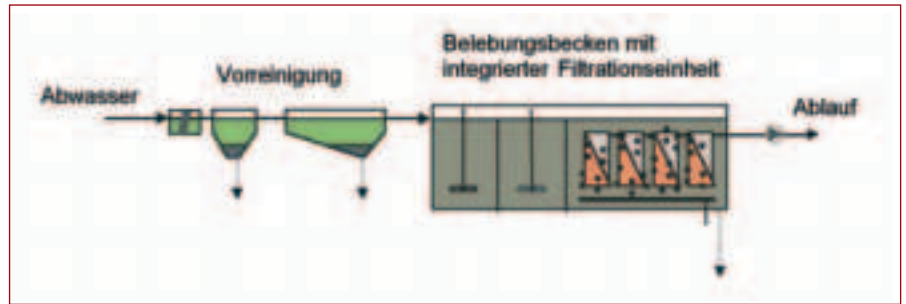 Belebungsbecken mit
integrierter Filtrationseinheit
Vorreinigung
Abwasser
Ablauf